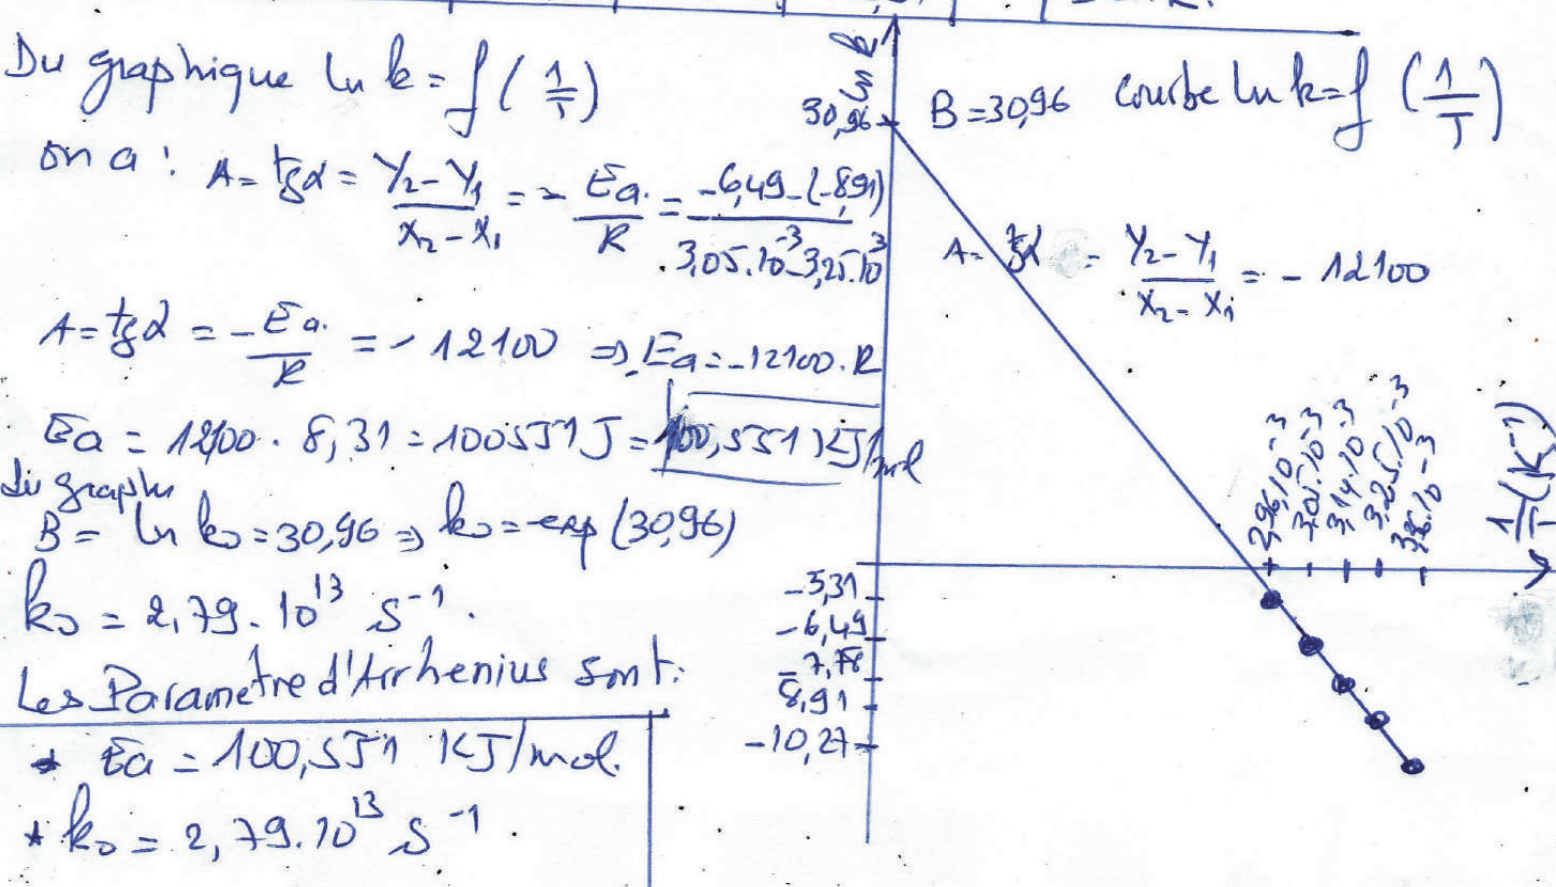 Du graphique ln k = f(1/T)
on a : A = tgα = (Y2 - Y1)/(X2 - X1) = - Ea/R = (-6,49 - (-8,91))/(3,05.10^-3 - 3,25.10^3)
A = tgα = -Ea/R = - 12100 ⇒ Ea = -12100.R
Ea = 12100 . 8,31 = 100551 J = 100,551 KJ/mol
du graphe
B = ln k0 = 30,96 ⇒ k0 = exp(30,96)
k0 = 2,79.10^13 S^-1.
Les Parametre d'Arrhenius sont:
* Ea = 100,551 KJ/mol.
* k0 = 2,79.10^13 S^-1.
ln k
30,96
B = 30,96 courbe ln k = f(1/T)
A = tgα = (Y2 - Y1)/(X2 - X1) = - 12100
2,96.10^-3
3,05.10^-3
3,14.10^-3
3,25.10^-3
3,36.10^-3
1/T (K^-1)
-5,31
-6,49
-7,78
8,91
-10,27